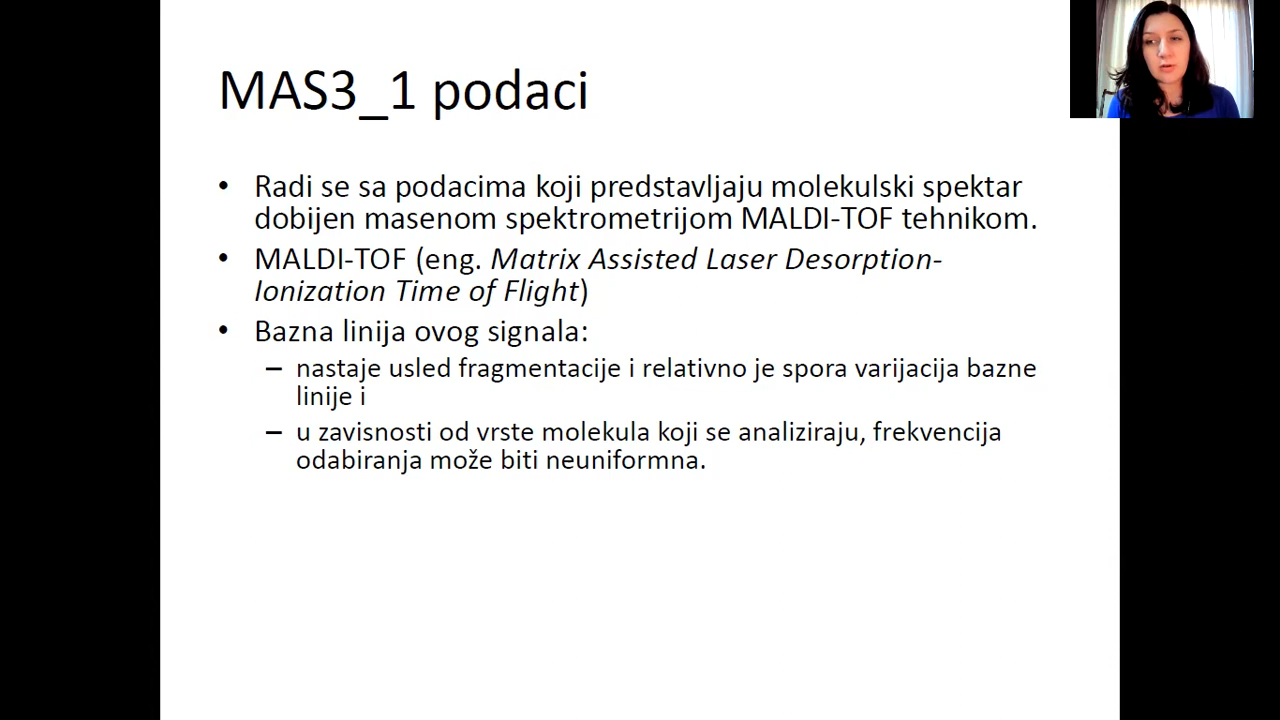 MAS3_1 podaci
• Radi se sa podacima koji predstavljaju molekulski spektar
dobijen masenom spektrometrijom MALDI-TOF tehnikom.
• MALDI-TOF (eng. Matrix Assisted Laser Desorption-
Ionization Time of Flight)
• Bazna linija ovog signala:
– nastaje usled fragmentacije i relativno je spora varijacija bazne
linije i
– u zavisnosti od vrste molekula koji se analiziraju, frekvencija
odabiranja može biti neuniformna.